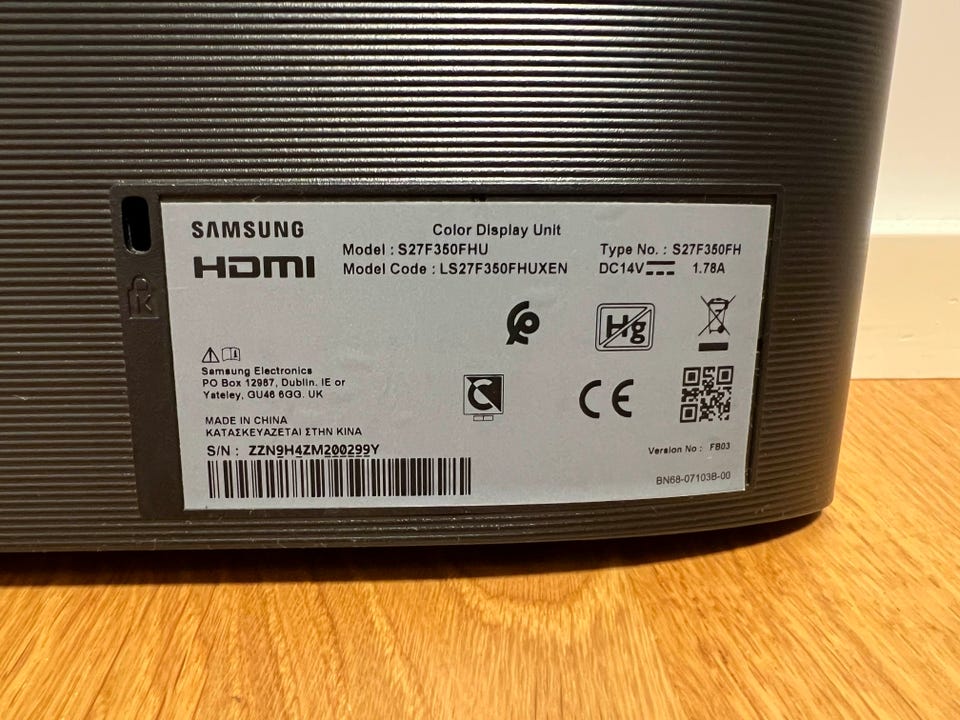 SAMSUNG
HDMI
Color Display Unit
Model : S27F350FHU
Type No. : S27F350FH
Model Code : LS27F350FHUXEN
DC14V 1.78A
K
Hg
Samsung Electronics
PO Box 12987, Dublin. IE or
Yateley, GU46 6GG. UK
CE
MADE IN CHINA
ΚΑΤΑΣΚΕΥΑΖΕΤΑΙ ΣΤΗΝ ΚΙΝΑ
S/N : ZZN9H4ZM200299Y
Version No : FB03
BN68-07103B-00